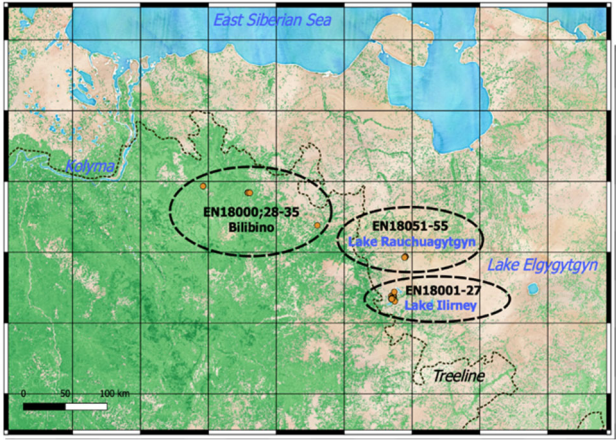 East Siberian Sea
Kolyma
EN18000;28-35
Bilibino
EN18051-55
Lake Rauchuagytgyn
Lake Elgygytgyn
EN18001-27
Lake Ilirney
Treeline
0 50 100 km